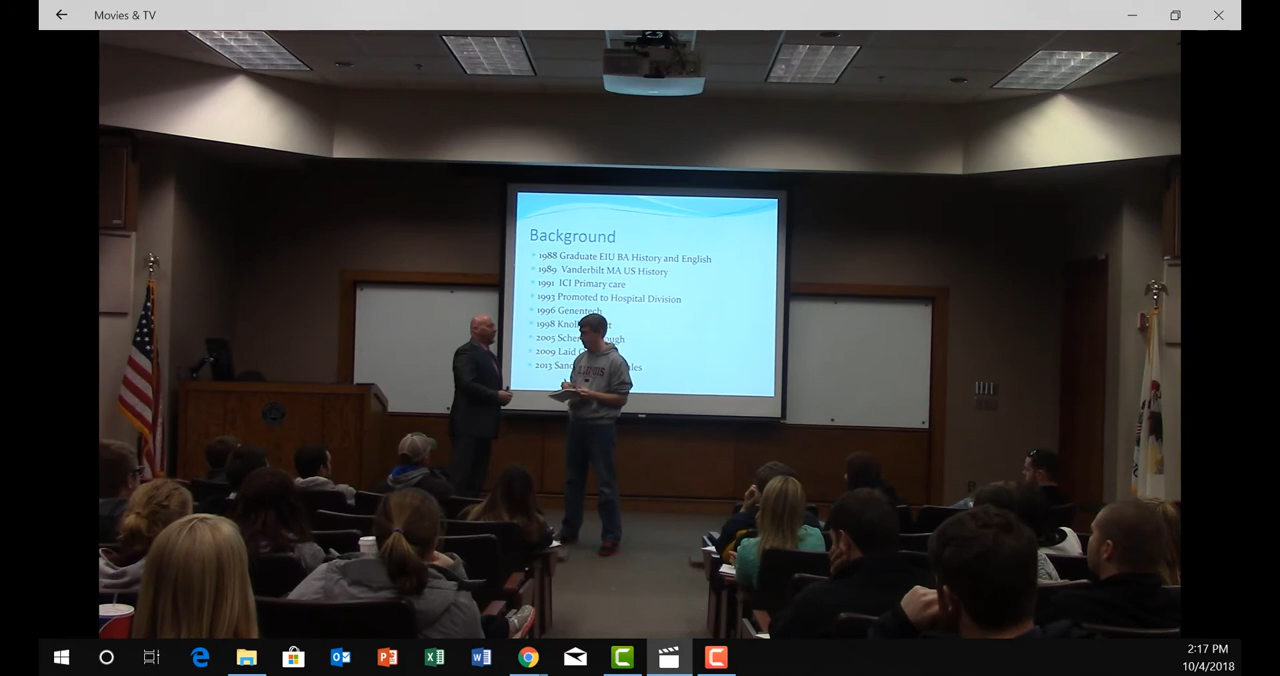 Movies & TV
Background
1988 Graduate EIU BA History and English
1989 Vanderbilt MA US History
1991 ICI Primary care
1993 Promoted to Hospital Division
1996 Genentech
1998
2005
2009 Laid
2013
2:17 PM
10/4/2018